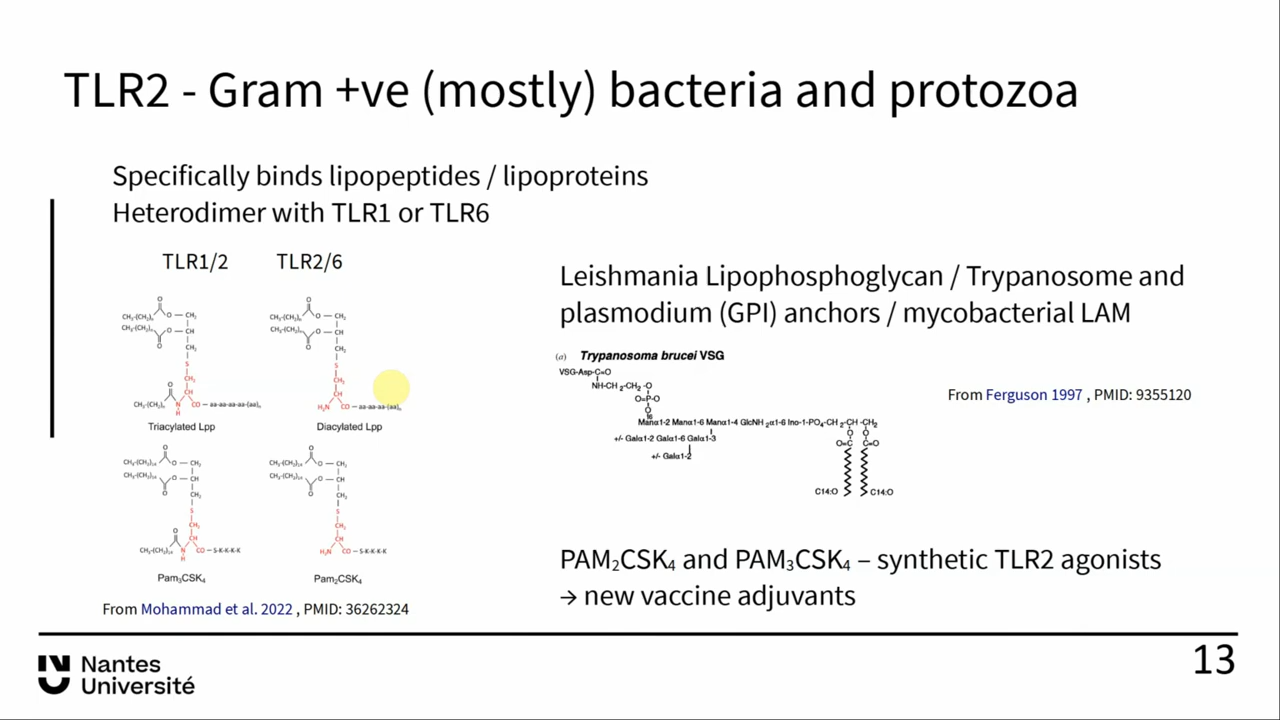 TLR2 - Gram +ve (mostly) bacteria and protozoa
Specifically binds lipopeptides / lipoproteins
Heterodimer with TLR1 or TLR6
TLR1/2 TLR2/6
Triacylated Lpp Diacylated Lpp
Pam₃CSK₄ Pam₂CSK₄
From Mohammad et al. 2022 , PMID: 36262324
Leishmania Lipophosphoglycan / Trypanosome and
plasmodium (GPI) anchors / mycobacterial LAM
(a) Trypanosoma brucei VSG
VSG-Asp-C=O
NH-CH₂-CH₂-O
O=P-O
O
Manα1-2 Manα1-6 Manα1-4 GlcNH₂α1-6 Ino-1-PO₄-CH₂-CH-CH₂
+/- Galα1-2 Galα1-6 Galα1-3
+/- Galα1-2
O O
O=C C=O
C14:O C14:O
From Ferguson 1997 , PMID: 9355120
PAM₂CSK₄ and PAM₃CSK₄ – synthetic TLR2 agonists
→ new vaccine adjuvants
Nantes
Université
13